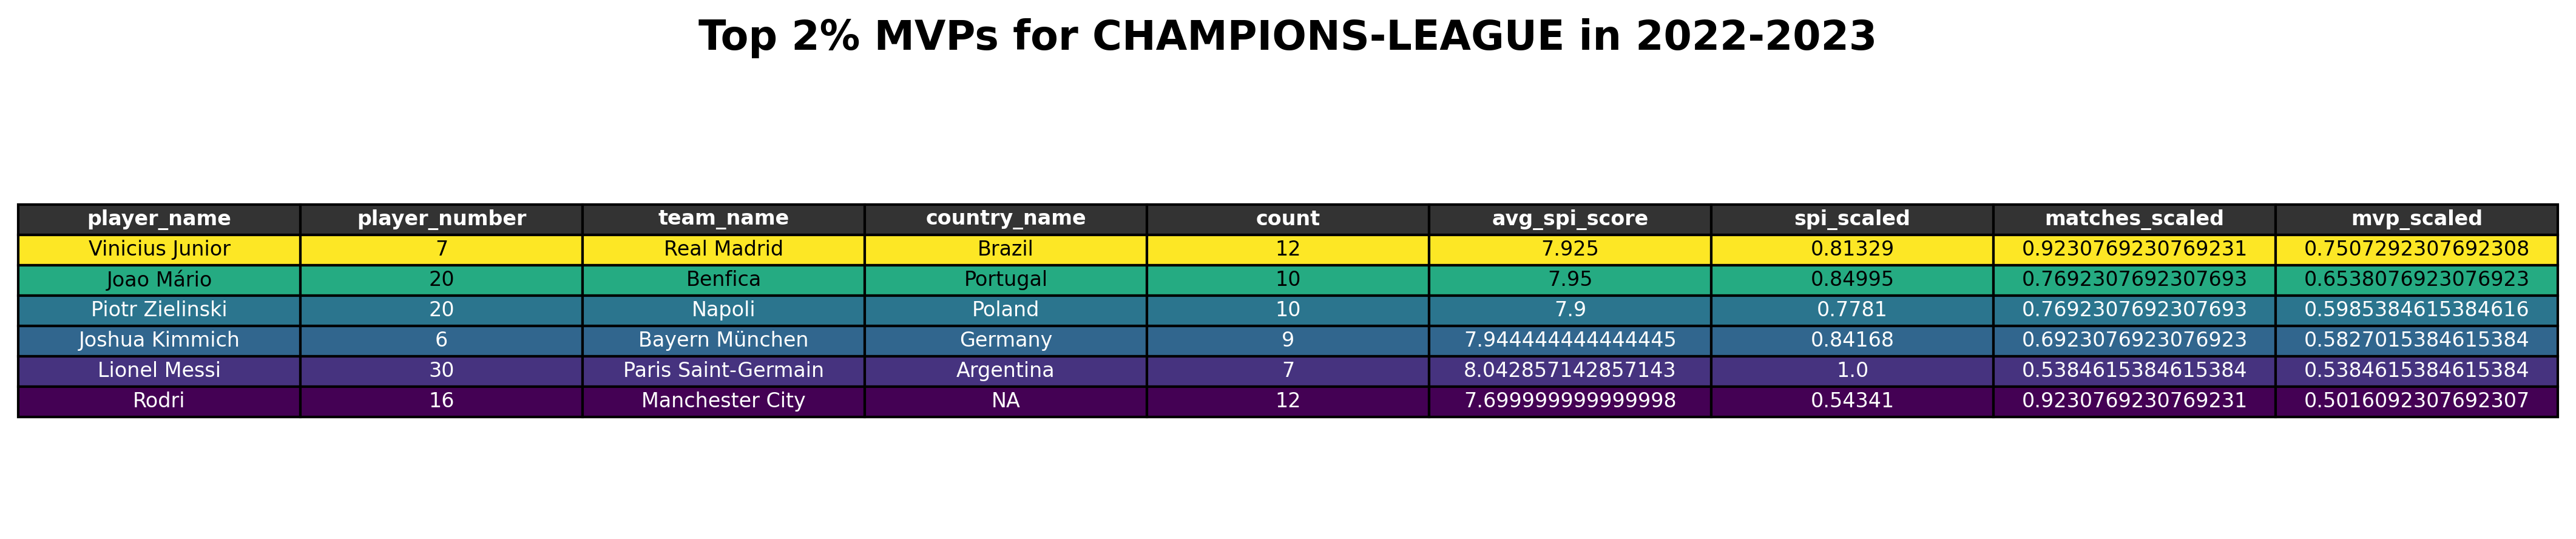 Top 2% MVPs for CHAMPIONS-LEAGUE in 2022-2023
player_name player_number team_name country_name count avg_spi_score spi_scaled matches_scaled mvp_scaled
Vinicius Junior 7 Real Madrid Brazil 12 7.925 0.81329 0.9230769230769231 0.7507292307692308
Joao Mário 20 Benfica Portugal 10 7.95 0.84995 0.7692307692307693 0.6538076923076923
Piotr Zielinski 20 Napoli Poland 10 7.9 0.7781 0.7692307692307693 0.5985384615384616
Joshua Kimmich 6 Bayern München Germany 9 7.944444444444445 0.84168 0.6923076923076923 0.5827015384615384
Lionel Messi 30 Paris Saint-Germain Argentina 7 8.042857142857143 1.0 0.5384615384615384 0.5384615384615384
Rodri 16 Manchester City NA 12 7.699999999999998 0.54341 0.9230769230769231 0.5016092307692307